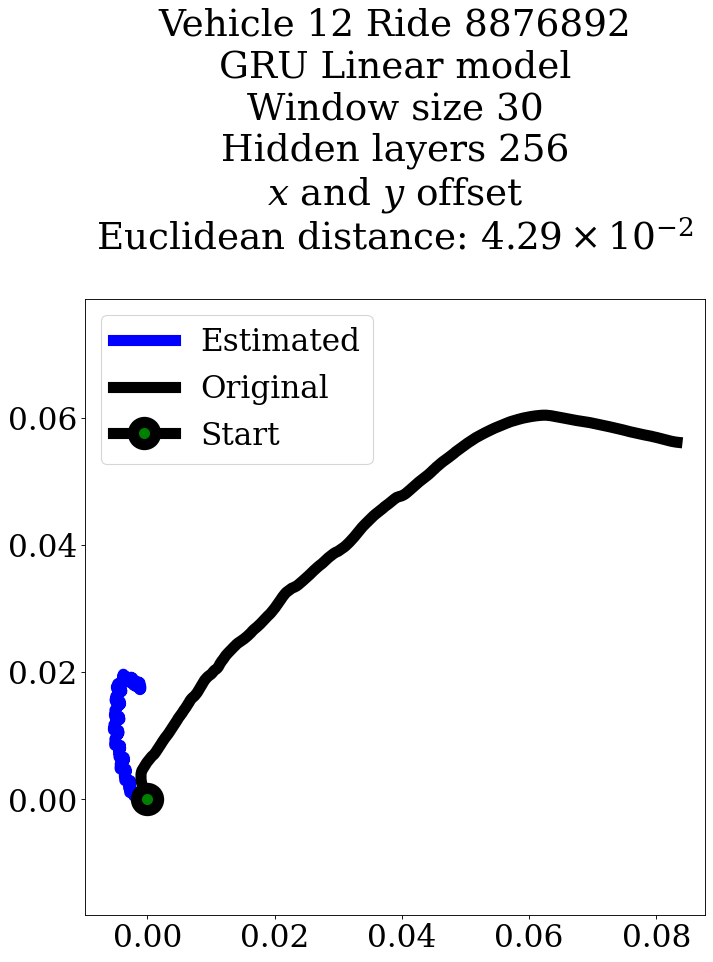 Vehicle 12 Ride 8876892
GRU Linear model
Window size 30
Hidden layers 256
x and y offset
Euclidean distance: 4.29 × 10⁻²
Estimated
Original
Start
0.06
0.04
0.02
0.00
0.00 0.02 0.04 0.06 0.08